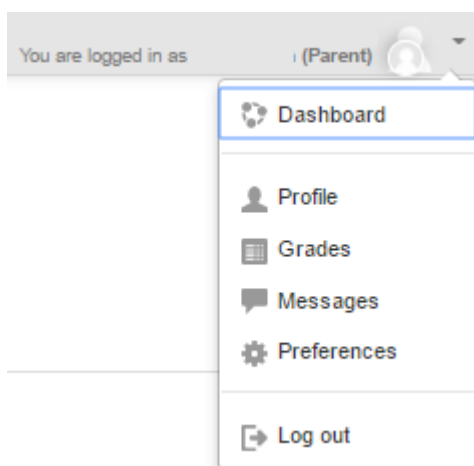 You are logged in as (Parent)
Dashboard
Profile
Grades
Messages
Preferences
Log out